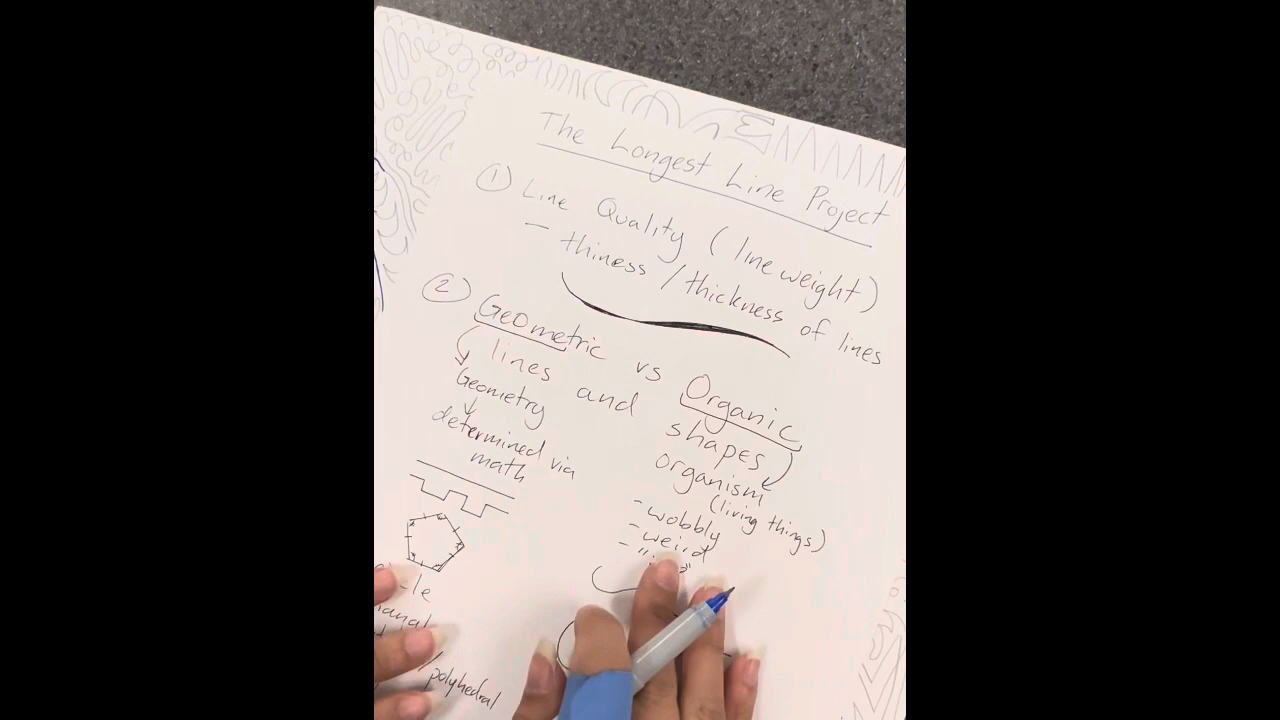 The Longest Line Project
① Line Quality (line weight)
- thiness / thickness of lines
② Geometric vs Organic
lines and shapes
Geometry
determined via
math
organism
(living things)
- wobbly
- weird
/polyhedral